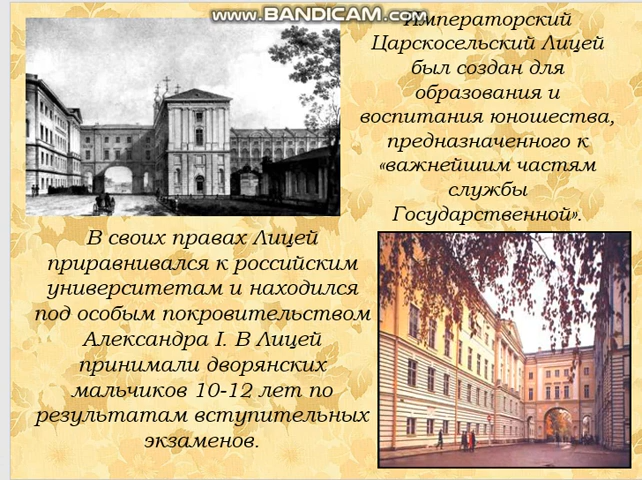 www.BANDICAM.com
Императорский
Царскосельский Лицей
был создан для
образования и
воспитания юношества,
предназначенного к
«важнейшим частям
службы
Государственной».
В своих правах Лицей
приравнивался к российским
университетам и находился
под особым покровительством
Александра I. В Лицей
принимали дворянских
мальчиков 10-12 лет по
результатам вступительных
экзаменов.